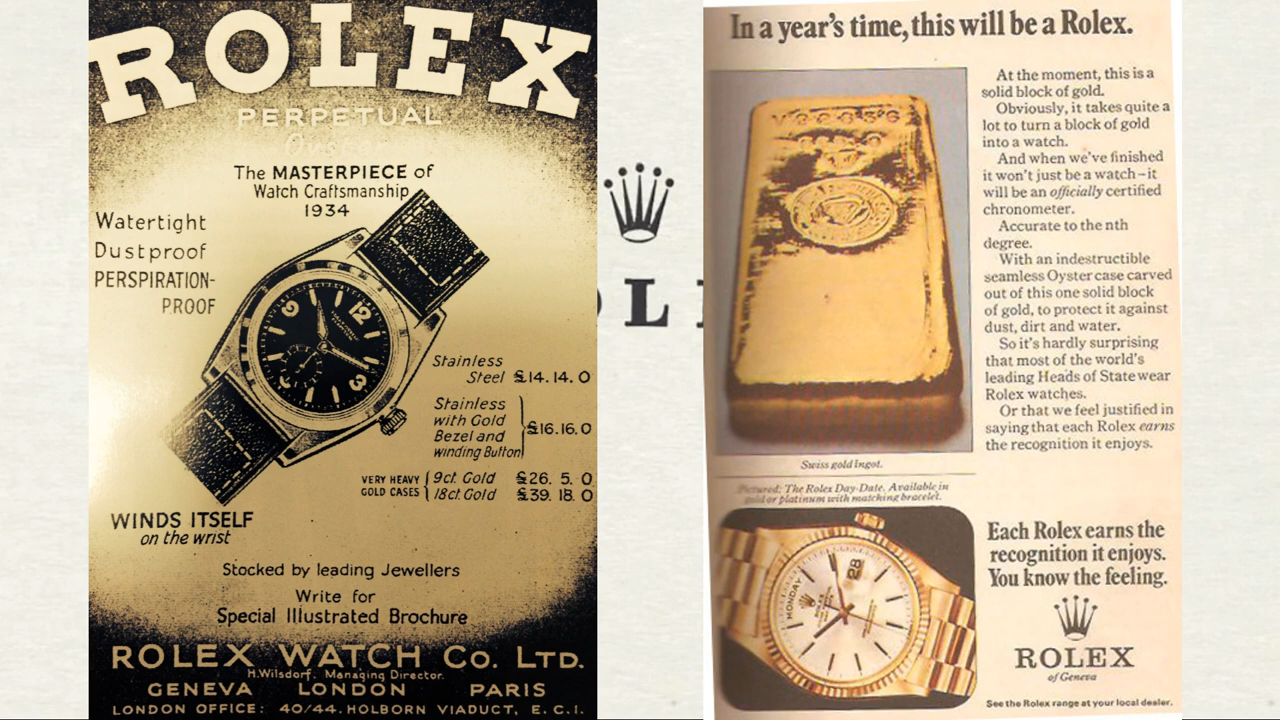 ROLEX
PERPETUAL
The MASTERPIECE of
Watch Craftsmanship
1934
Watertight
Dustproof
PERSPIRATION-
PROOF
Stainless
Steel £14.14.0
Stainless
with Gold
Bezel and
winding Button
£16.16.0
VERY HEAVY
GOLD CASES
9ct. Gold £26. 5. 0
18ct. Gold £39. 18. 0
WINDS ITSELF
on the wrist
Stocked by leading Jewellers
Write for
Special Illustrated Brochure
ROLEX WATCH Co. LTD.
H.Wilsdorf. Managing Director.
GENEVA LONDON PARIS
LONDON OFFICE: 40/44. HOLBORN VIADUCT, E.C.1.
OL
In a year's time, this will be a Rolex.
At the moment, this is a
solid block of gold.
Obviously, it takes quite a
lot to turn a block of gold
into a watch.
And when we've finished
it won't just be a watch–it
will be an officially certified
chronometer.
Accurate to the nth
degree.
With an indestructible
seamless Oyster case carved
out of this one solid block
of gold, to protect it against
dust, dirt and water.
So it's hardly surprising
that most of the world's
leading Heads of State wear
Rolex watches.
Or that we feel justified in
saying that each Rolex earns
the recognition it enjoys.
Swiss gold Ingot.
Pictured: The Rolex Day-Date. Available in
gold or platinum with matching bracelet.
MONDAY
28
ROLEX
Each Rolex earns the
recognition it enjoys.
You know the feeling.
ROLEX
of Geneva
See the Rolex range at your local dealer.